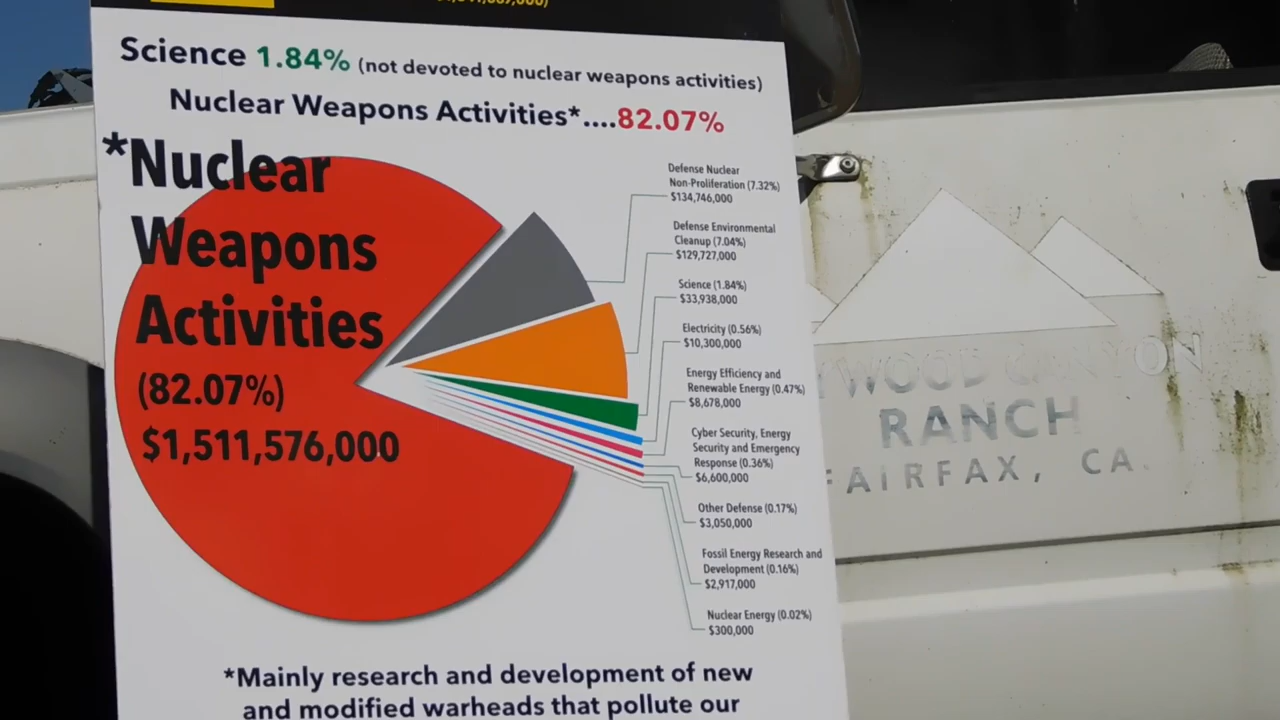 Science 1.84% (not devoted to nuclear weapons activities)
Nuclear Weapons Activities*....82.07%
*Nuclear
Weapons
Activities
(82.07%)
$1,511,576,000
Defense Nuclear
Non-Proliferation (7.32%)
$134,746,000
Defense Environmental
Cleanup (7.04%)
$129,727,000
Science (1.84%)
$33,938,000
Electricity (0.56%)
$10,300,000
Energy Efficiency and
Renewable Energy (0.47%)
$8,678,000
Cyber Security, Energy
Security and Emergency
Response (0.36%)
$6,600,000
Other Defense (0.17%)
$3,050,000
Fossil Energy Research and
Development (0.16%)
$2,917,000
Nuclear Energy (0.02%)
$300,000
*Mainly research and development of new
and modified warheads that pollute our
WOOD CANYON
RANCH
FAIRFAX, CA.